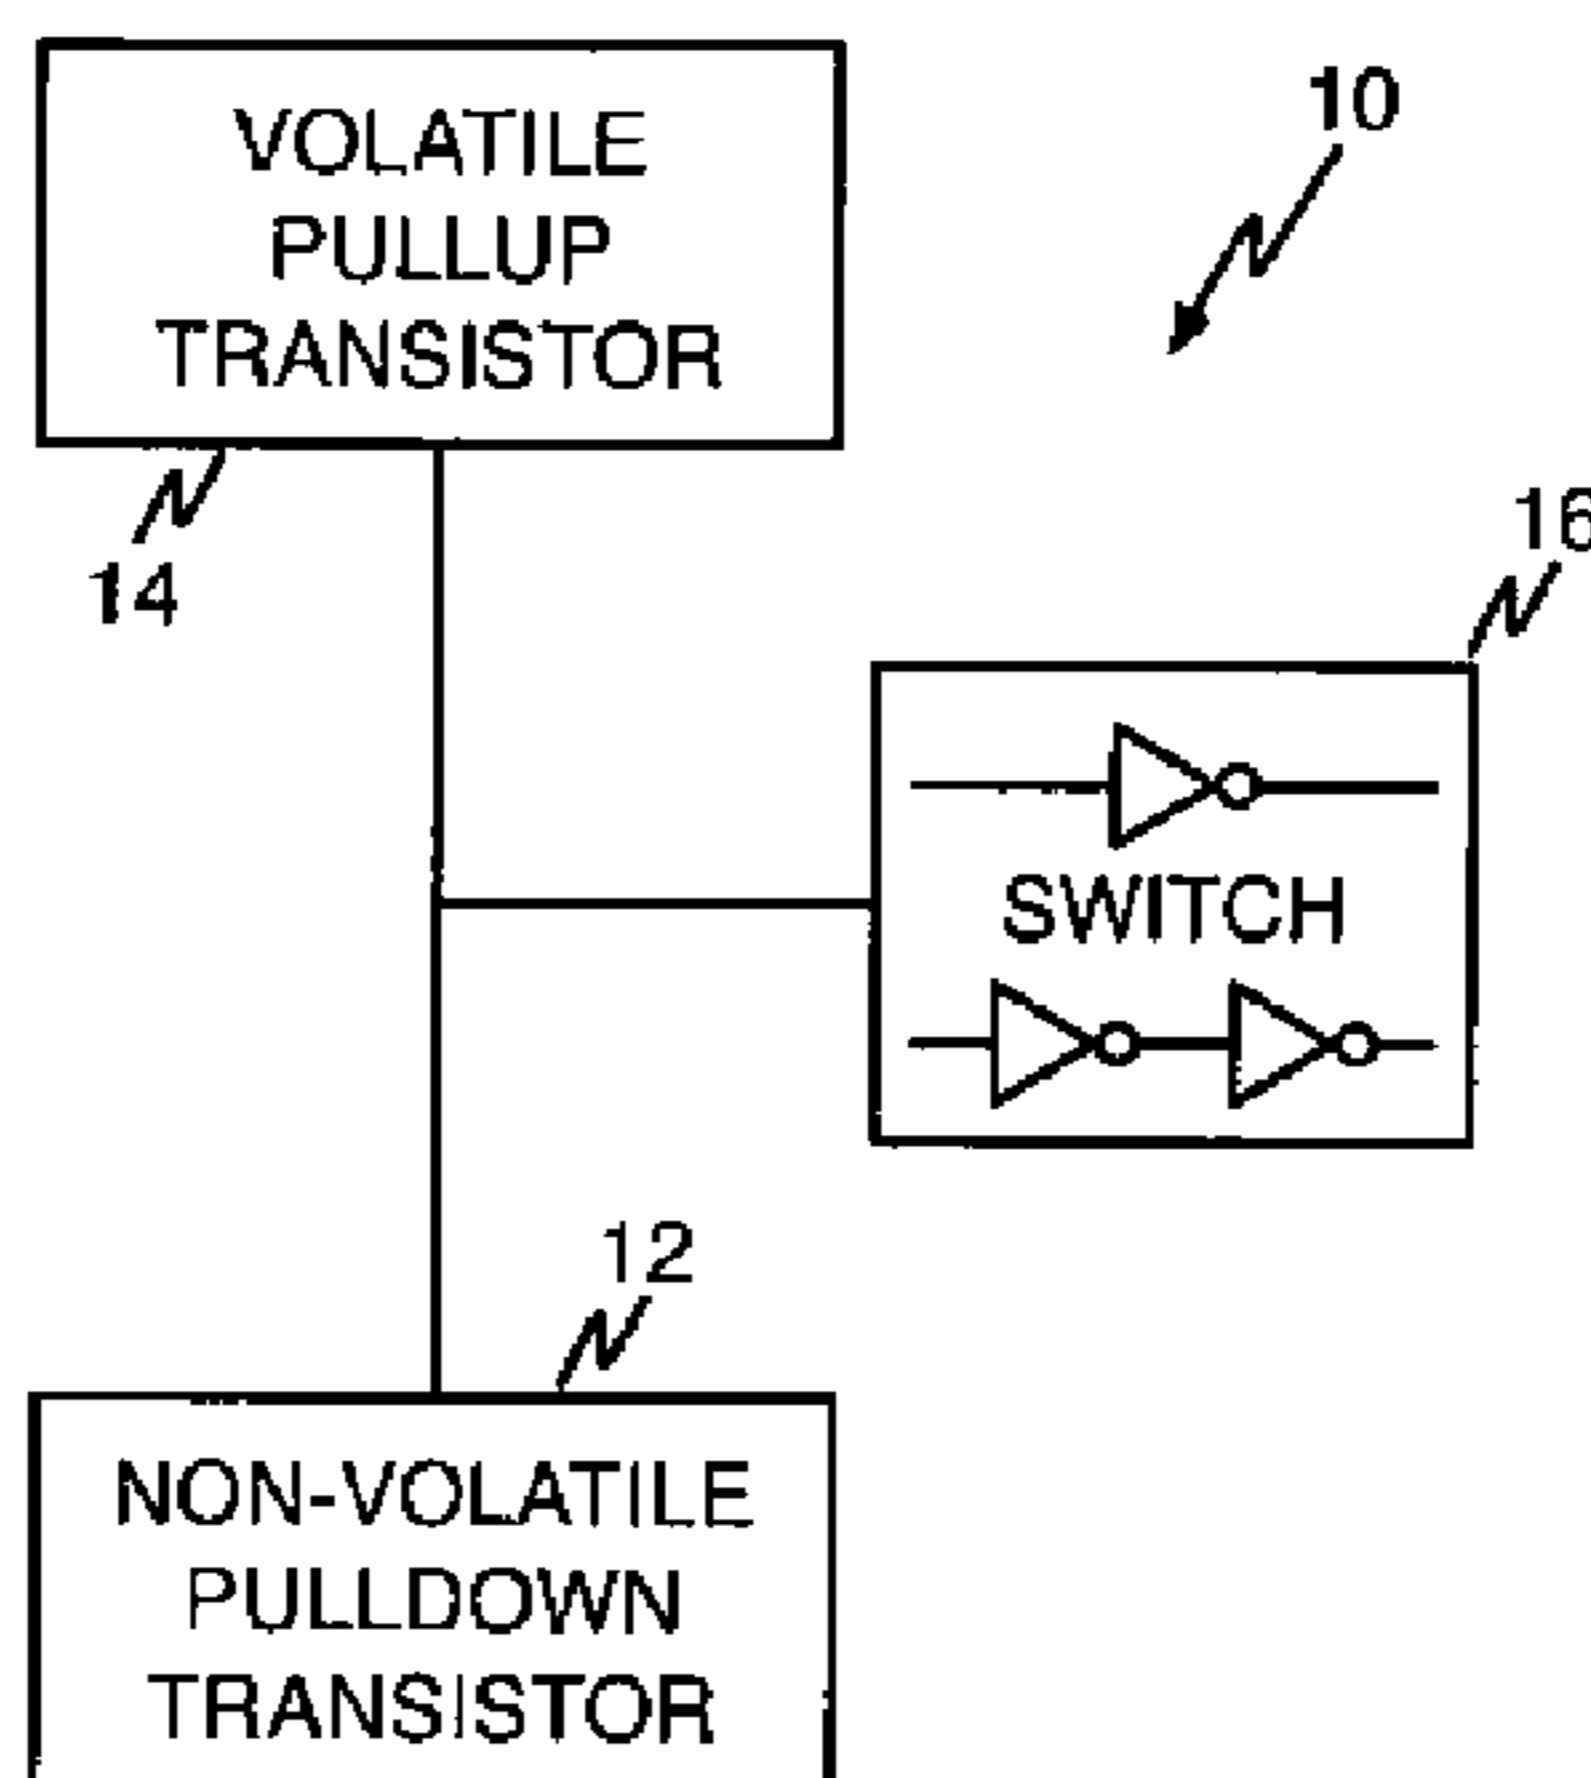 VOLATILE
PULLUP
TRANSISTOR
10
14
16
SWITCH
12
NON-VOLATILE
PULLDOWN
TRANSISTOR